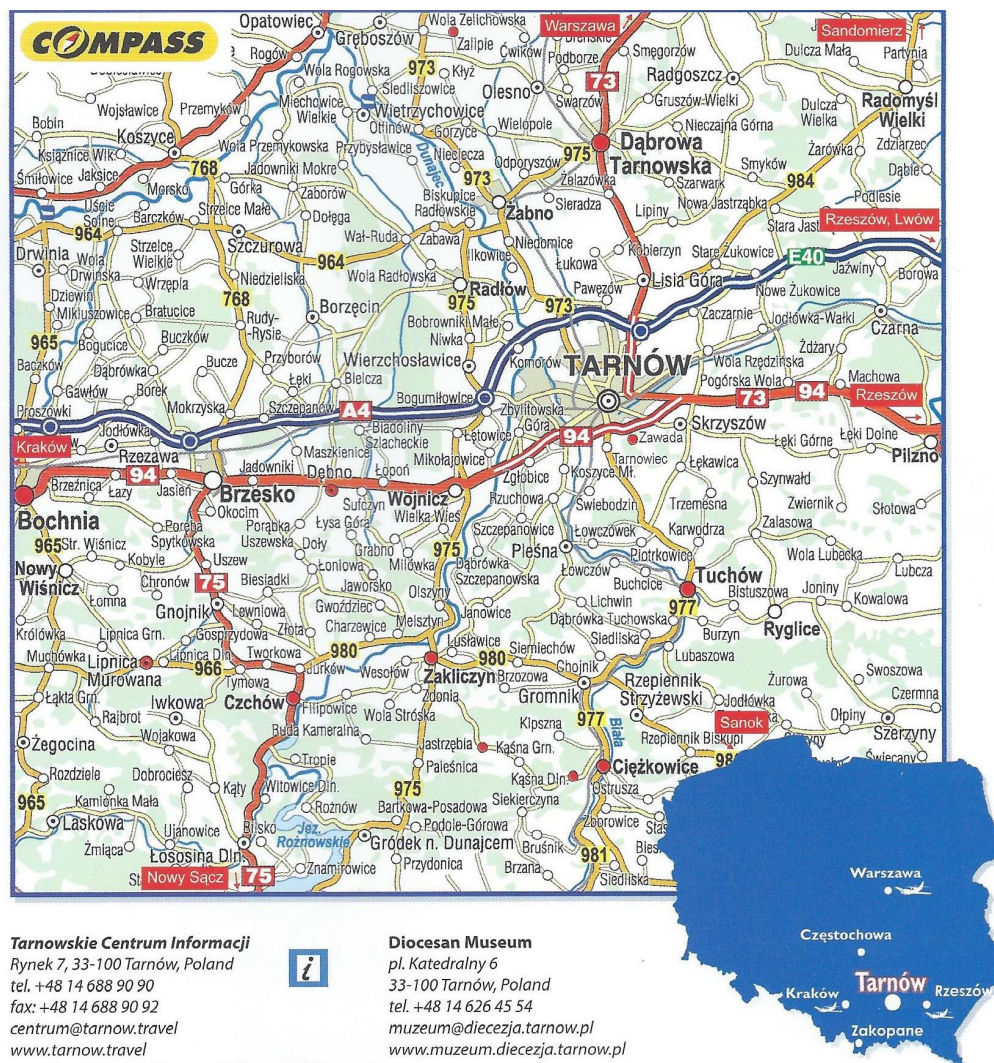 COMPASS
Opatowiec
Gręboszów
Wola Żelichowska
Zalipie
Ćwików
Warszawa
Podborze
Smęgorzów
Sandomierz
Dulcza Mała
Partynia
Rogów
Wola Rogowska
Siedliszowice
973
Kłyż
Olesno
Swarzów
73
Radgoszcz
Gruszów Wielki
Dulcza Wielka
Radomyśl Wielki
Wojsławice
Przemyków
Miechowice Wielkie
Wietrzychowice
Otfinów
Gorzyce
Wielopole
Bobin
Koszyce
Książnice Wlk.
Wola Przemykowska
Przybysławice
Dunajec
Nieciecza
Odporyszów
975
Dąbrowa Tarnowska
Nieczajna Górna
Żarówka
Zdziarzec
Śmiłowice
Jaksice
768
Jadowniki Mokre
973
Żelazówka
Smyków
984
Dąbie
Morsko
Górka
Zaborów
Biskupice Radłowskie
Żabno
Sieradza
Szarwark
Nowa Jastrząbka
Podlesie
Uście Solne
Barczków
Strzelce Małe
Dołęga
Lipiny
Rzeszów, Lwów
964
Strzelce Wielkie
Szczurowa
Wał-Ruda
Zabawa
Niedomice
Kobierzyn
Stare Żukowice
Drwinia
Wola Drwińska
964
Ilkowice
Łukowa
E40
Jaźwiny
Borowa
Wrzępia
Niedzieliska
Wola Radłowska
Radłów
Pawęzów
Lisia Góra
Nowe Żukowice
Dziewin
Mikluszowice
Bratucice
768
Borzęcin
975
973
Zaczarnie
Jodłówka-Wałki
Czarna
965
Bogucice
Buczków
Rudy-Rysie
Bobrowniki Małe
Niwka
Baczków
Dąbrówka
Bucze
Przyborów
Wierzchosławice
Komorów
TARNÓW
Wola Rzędzińska
Żdżary
Gawłów
Borek
Łęki
Bielcza
Bogumiłowice
Pogórska Wola
94
Machowa
Proszówki
Mokrzyska
Szczepanów
A4
Zbylitowska Góra
73
Rzeszów
Kraków
Jodłówka
Biadoliny Szlacheckie
Łętowice
94
Zawada
Skrzyszów
Łęki Górne
Łęki Dolne
Rzezawa
Maszkienice
Mikołajowice
Tarnowiec
Pilzno
94
Jadowniki
Dębno
Łopoń
Zgłobice
Koszyce Mł.
Łękawica
Szynwałd
Brzeźnica
Łazy
Jasień
Brzesko
Sufczyn
Wojnicz
Rzuchowa
Świebodzin
Trzemeśna
Zwiernik
Słotowa
Bochnia
Okocim
Łysa Góra
Wielka Wieś
Szczepanowice
Łowczówek
Karwodrza
Zalasowa
965
Str. Wiśnicz
Poręba Spytkowska
Porąbka Uszewska
Doły
Grabno
975
Pleśna
Piotrkowice
Wola Lubecka
Nowy Wiśnicz
Kobyle
Uszew
Łoniowa
Milówka
Dąbrówka Szczepanowska
Łowczów
Tuchów
Lubcza
Chronów
75
Biesiadki
Jaworsko
Olszyny
Buchcice
Bistuszowa
Joniny
Kowalowa
Łomna
Gnojnik
Lewniowa
Gwoździec
Janowice
Lichwin
977
Królówka
Lipnica Grn.
Gosprzydowa
Złota
Charzewice
Melsztyn
Dąbrówka Tuchowska
Ryglice
Muchówka
Lipnica Murowana
Lipnica Dln.
966
Tworkowa
980
Lusławice
Siemiechów
Siedliska
Burzyn
Łąkta Grn.
Tymowa
Jurków
Wesołów
Zakliczyn
980
Brzozowa
Chojnik
Lubaszowa
Swoszowa
Iwkowa
Czchów
Filipowice
Zdonia
Gromnik
Rzepiennik Strzyżewski
Żurowa
Czermna
Rajbrot
Wola Stróska
977
Jodłówka
Ołpiny
Wojakowa
Ruda Kameralna
Klipszna
Biała
Sanok
Szerzyny
Żegocina
Jastrzębia
Kąśna Grn.
Rzepiennik Biskupi
Święcany
Rozdziele
Dobrociesz
Tropie
Paleśnica
Kąśna Dln.
Ciężkowice
965
Kąty
Witowice Dln.
975
Ostrusza
Kamionka Mała
Rożnów
Bartkowa-Posadowa
Siekierczyna
Laskowa
Ujanowice
Bilsko
Jez. Rożnowskie
Podole-Górowa
Zborowice
Żmiąca
Łososina Dln.
Gródek n. Dunajcem
Bruśnik
981
Nowy Sącz
75
Znamirowice
Przydonica
Brzana
Siedliska
Warszawa
Częstochowa
Tarnów
Kraków
Rzeszów
Zakopane
Tarnowskie Centrum Informacji
Rynek 7, 33-100 Tarnów, Poland
tel. +48 14 688 90 90
fax: +48 14 688 90 92
centrum@tarnow.travel
www.tarnow.travel
i
Diocesan Museum
pl. Katedralny 6
33-100 Tarnów, Poland
tel. +48 14 626 45 54
muzeum@diecezja.tarnow.pl
www.muzeum.diecezja.tarnow.pl